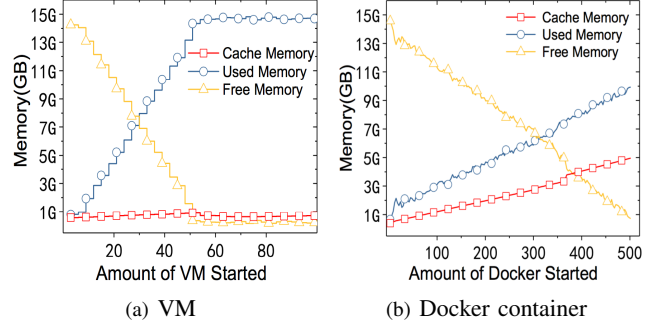 15G
13G
11G
9G
7G
5G
3G
1G
Memory(GB)
Cache Memory
Used Memory
Free Memory
20 40 60 80
Amount of VM Started
(a) VM
15G
13G
11G
9G
7G
5G
3G
1G
Memory(GB)
Cache Memory
Used Memory
Free Memory
100 200 300 400 500
Amount of Docker Started
(b) Docker container